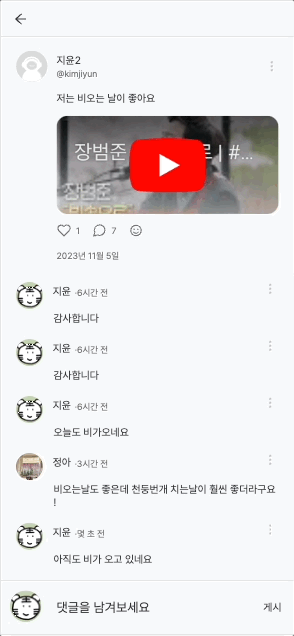 지윤2
@kimjiyun
저는 비오는 날이 좋아요
장범준
| #...
장범준
1
7
2023년 11월 5일
지윤 ·6시간 전
감사합니다
지윤 ·6시간 전
감사합니다
지윤 ·6시간 전
오늘도 비가오네요
정아 ·3시간 전
비오는날도 좋은데 천둥번개 치는날이 훨씬 좋더라구요
!
지윤 ·몇 초 전
아직도 비가 오고 있네요
댓글을 남겨보세요
게시